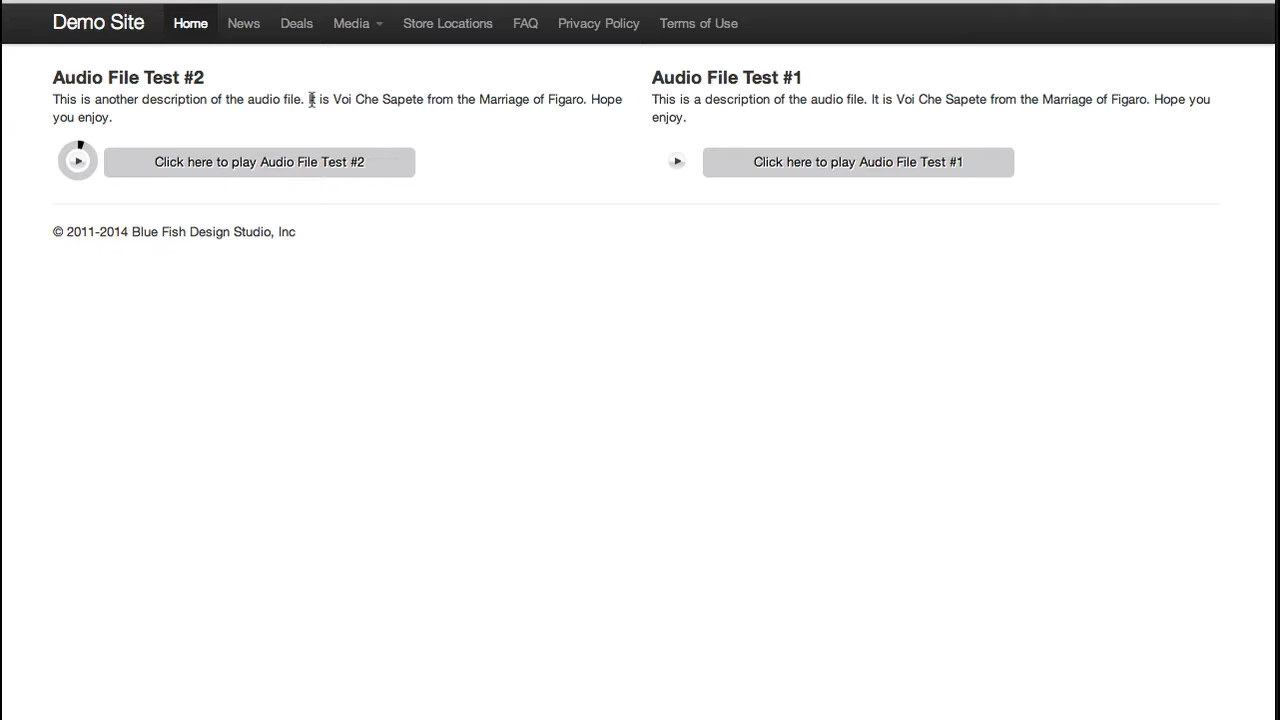 Demo Site Home News Deals Media Store Locations FAQ Privacy Policy Terms of Use
Audio File Test #2
This is another description of the audio file. It is Voi Che Sapete from the Marriage of Figaro. Hope
you enjoy.
Click here to play Audio File Test #2
Audio File Test #1
This is a description of the audio file. It is Voi Che Sapete from the Marriage of Figaro. Hope you
enjoy.
Click here to play Audio File Test #1
© 2011-2014 Blue Fish Design Studio, Inc